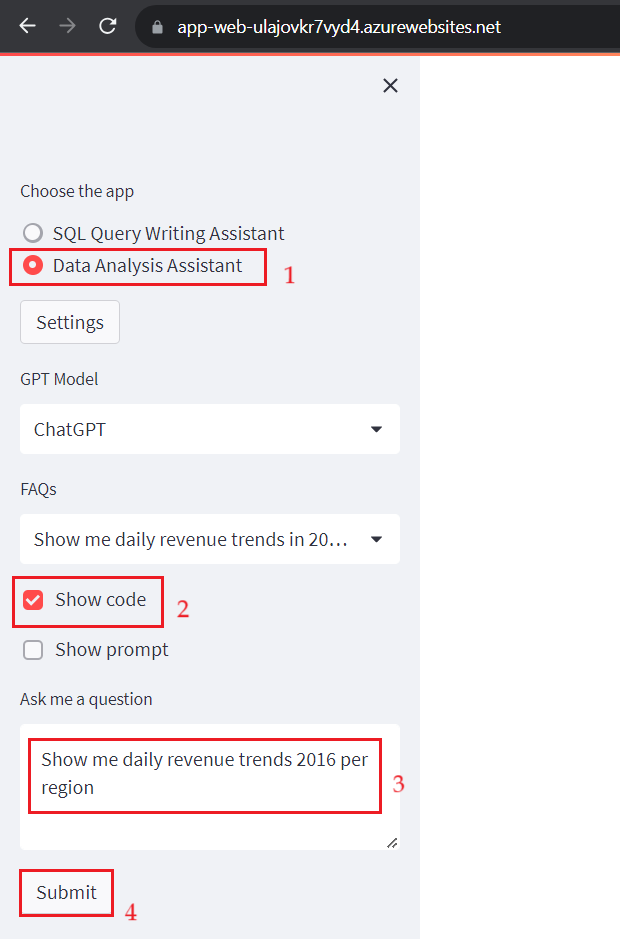 app-web-ulajovkr7vyd4.azurewebsites.net
Choose the app
SQL Query Writing Assistant
Data Analysis Assistant 1
Settings
GPT Model
ChatGPT
FAQs
Show me daily revenue trends in 20...
Show code 2
Show prompt
Ask me a question
Show me daily revenue trends 2016 per
region
3
Submit 4